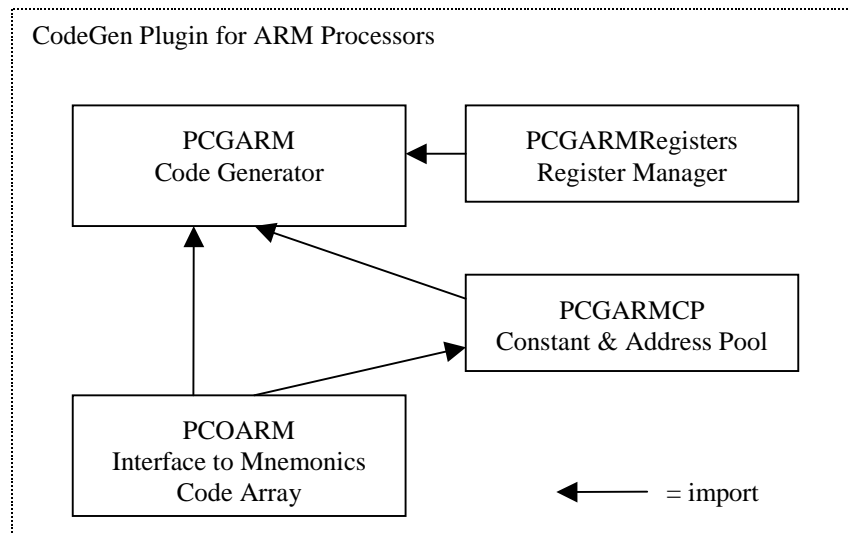 CodeGen Plugin for ARM Processors
PCGARM
Code Generator
PCGARMRegisters
Register Manager
PCGARMCP
Constant & Address Pool
PCOARM
Interface to Mnemonics
Code Array
= import